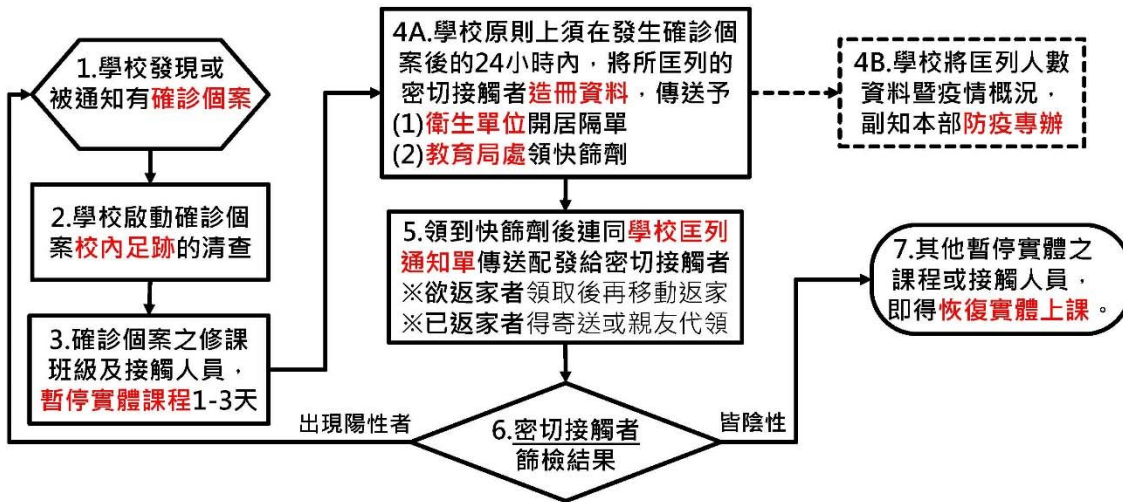 1.學校發現或
被通知有確診個案
2.學校啟動確診個
案校內足跡的清查
3.確診個案之修課
班級及接觸人員，
暫停實體課程1-3天
4A.學校原則上須在發生確診個
案後的24小時內，將所匡列的
密切接觸者造冊資料，傳送予
(1)衛生單位開居隔單
(2)教育局處領快篩劑
4B.學校將匡列人數
資料暨疫情概況，
副知本部防疫專辦
5.領到快篩劑後連同學校匡列
通知單傳送配發給密切接觸者
※欲返家者領取後再移動返家
※已返家者得寄送或親友代領
6.密切接觸者
篩檢結果
出現陽性者
皆陰性
7.其他暫停實體之
課程或接觸人員，
即得恢復實體上課。